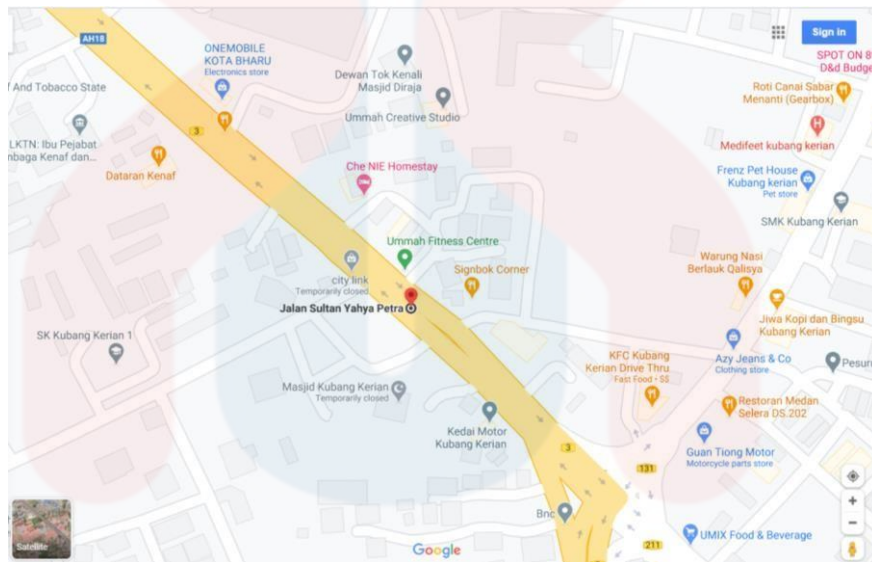 AH18
ONEMOBILE
KOTA BHARU
Electronics store
Sign in
SPOT ON 8
D&d Budge
Dewan Tok Kenali
Masjid Diraja
Roti Canai Sabar
Menanti (Gearbox)
f And Tobacco State
Ummah Creative Studio
3
LKTN: Ibu Pejabat
nbaga Kenaf dan...
Medifeet kubang kerian
Dataran Kenaf
Che NIE Homestay
Frenz Pet House
Kubang kerian
Pet store
SMK Kubang Kerian
Ummah Fitness Centre
Warung Nasi
Berlauk Qalisya
city link
Temporarily closed
Signbok Corner
Jalan Sultan Yahya Petra
Jiwa Kopi dan Bingsu
Kubang Kerian
SK Kubang Kerian 1
KFC Kubang
Kerian Drive Thru
Fast Food • $$
Azy Jeans & Co
Clothing store
Pesuru
Masjid Kubang Kerian
Temporarily closed
Restoran Medan
Selera DS.202
Kedai Motor
Kubang Kerian
3
Guan Tiong Motor
Motorcycle parts store
131
Bnc
UMIX Food & Beverage
211
Satellite
Google